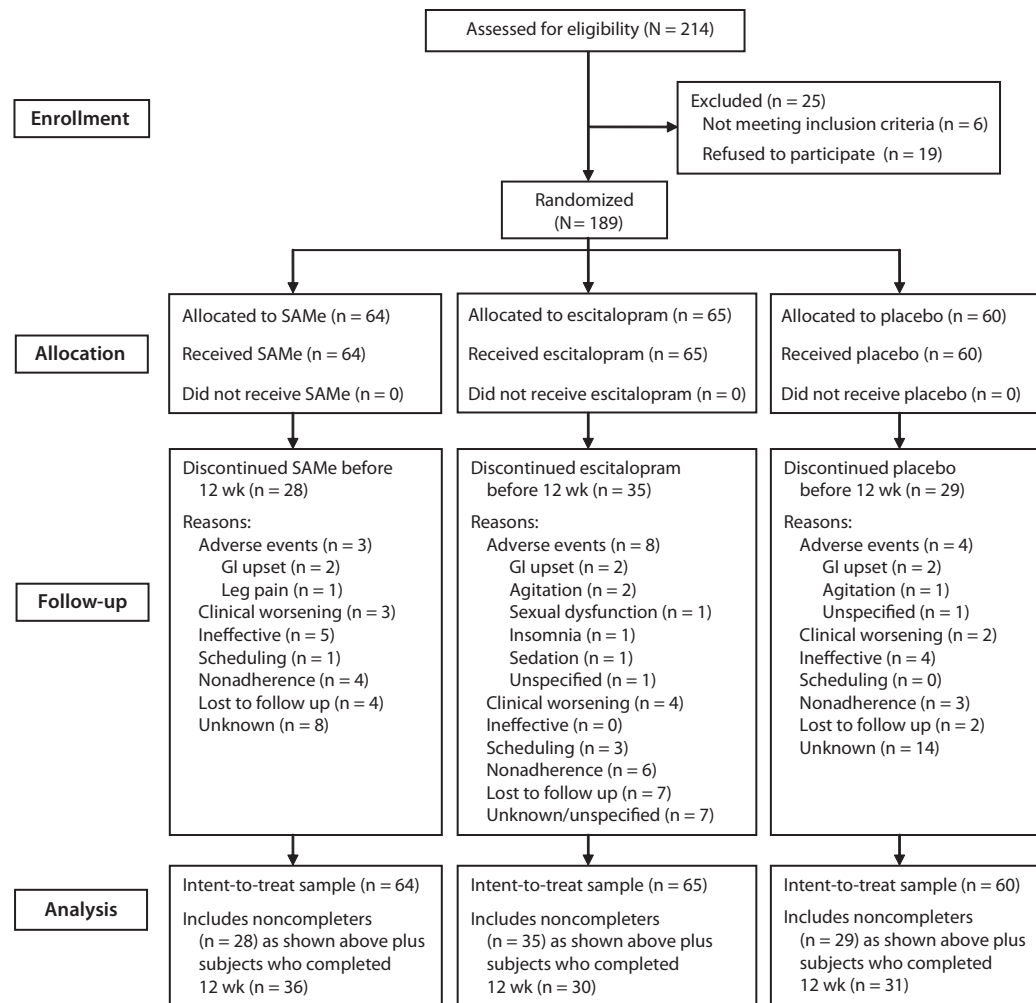 Assessed for eligibility (N = 214)
Enrollment
Excluded (n = 25)
Not meeting inclusion criteria (n = 6)
Refused to participate (n = 19)
Randomized
(N = 189)
Allocation
Allocated to SAMe (n = 64)
Received SAMe (n = 64)
Did not receive SAMe (n = 0)
Allocated to escitalopram (n = 65)
Received escitalopram (n = 65)
Did not receive escitalopram (n = 0)
Allocated to placebo (n = 60)
Received placebo (n = 60)
Did not receive placebo (n = 0)
Follow-up
Discontinued SAMe before
12 wk (n = 28)
Reasons:
Adverse events (n = 3)
GI upset (n = 2)
Leg pain (n = 1)
Clinical worsening (n = 3)
Ineffective (n = 5)
Scheduling (n = 1)
Nonadherence (n = 4)
Lost to follow up (n = 4)
Unknown (n = 8)
Discontinued escitalopram
before 12 wk (n = 35)
Reasons:
Adverse events (n = 8)
GI upset (n = 2)
Agitation (n = 2)
Sexual dysfunction (n = 1)
Insomnia (n = 1)
Sedation (n = 1)
Unspecified (n = 1)
Clinical worsening (n = 4)
Ineffective (n = 0)
Scheduling (n = 3)
Nonadherence (n = 6)
Lost to follow up (n = 7)
Unknown/unspecified (n = 7)
Discontinued placebo
before 12 wk (n = 29)
Reasons:
Adverse events (n = 4)
GI upset (n = 2)
Agitation (n = 1)
Unspecified (n = 1)
Clinical worsening (n = 2)
Ineffective (n = 4)
Scheduling (n = 0)
Nonadherence (n = 3)
Lost to follow up (n = 2)
Unknown (n = 14)
Analysis
Intent-to-treat sample (n = 64)
Includes noncompleters
(n = 28) as shown above plus
subjects who completed
12 wk (n = 36)
Intent-to-treat sample (n = 65)
Includes noncompleters
(n = 35) as shown above plus
subjects who completed
12 wk (n = 30)
Intent-to-treat sample (n = 60)
Includes noncompleters
(n = 29) as shown above plus
subjects who completed
12 wk (n = 31)